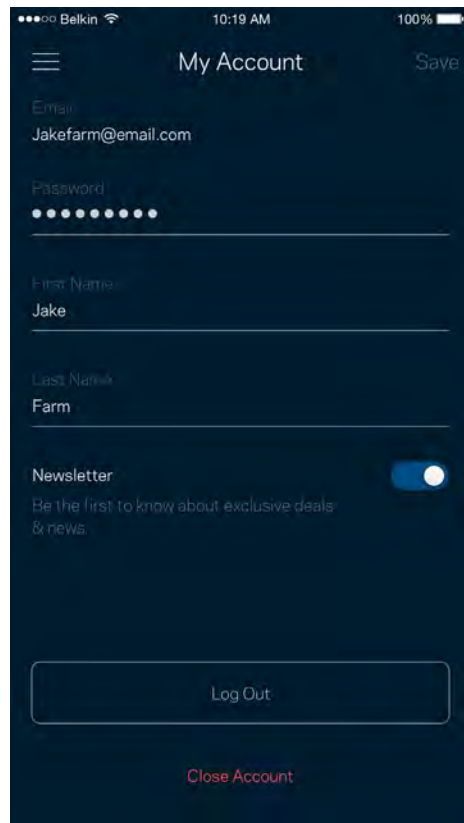 Belkin 10:19 AM 100%
My Account Save
Email
Jakefarm@email.com
Password
●●●●●●●●●
First Name
Jake
Last Name
Farm
Newsletter
Be the first to know about exclusive deals
& news.
Log Out
Close Account